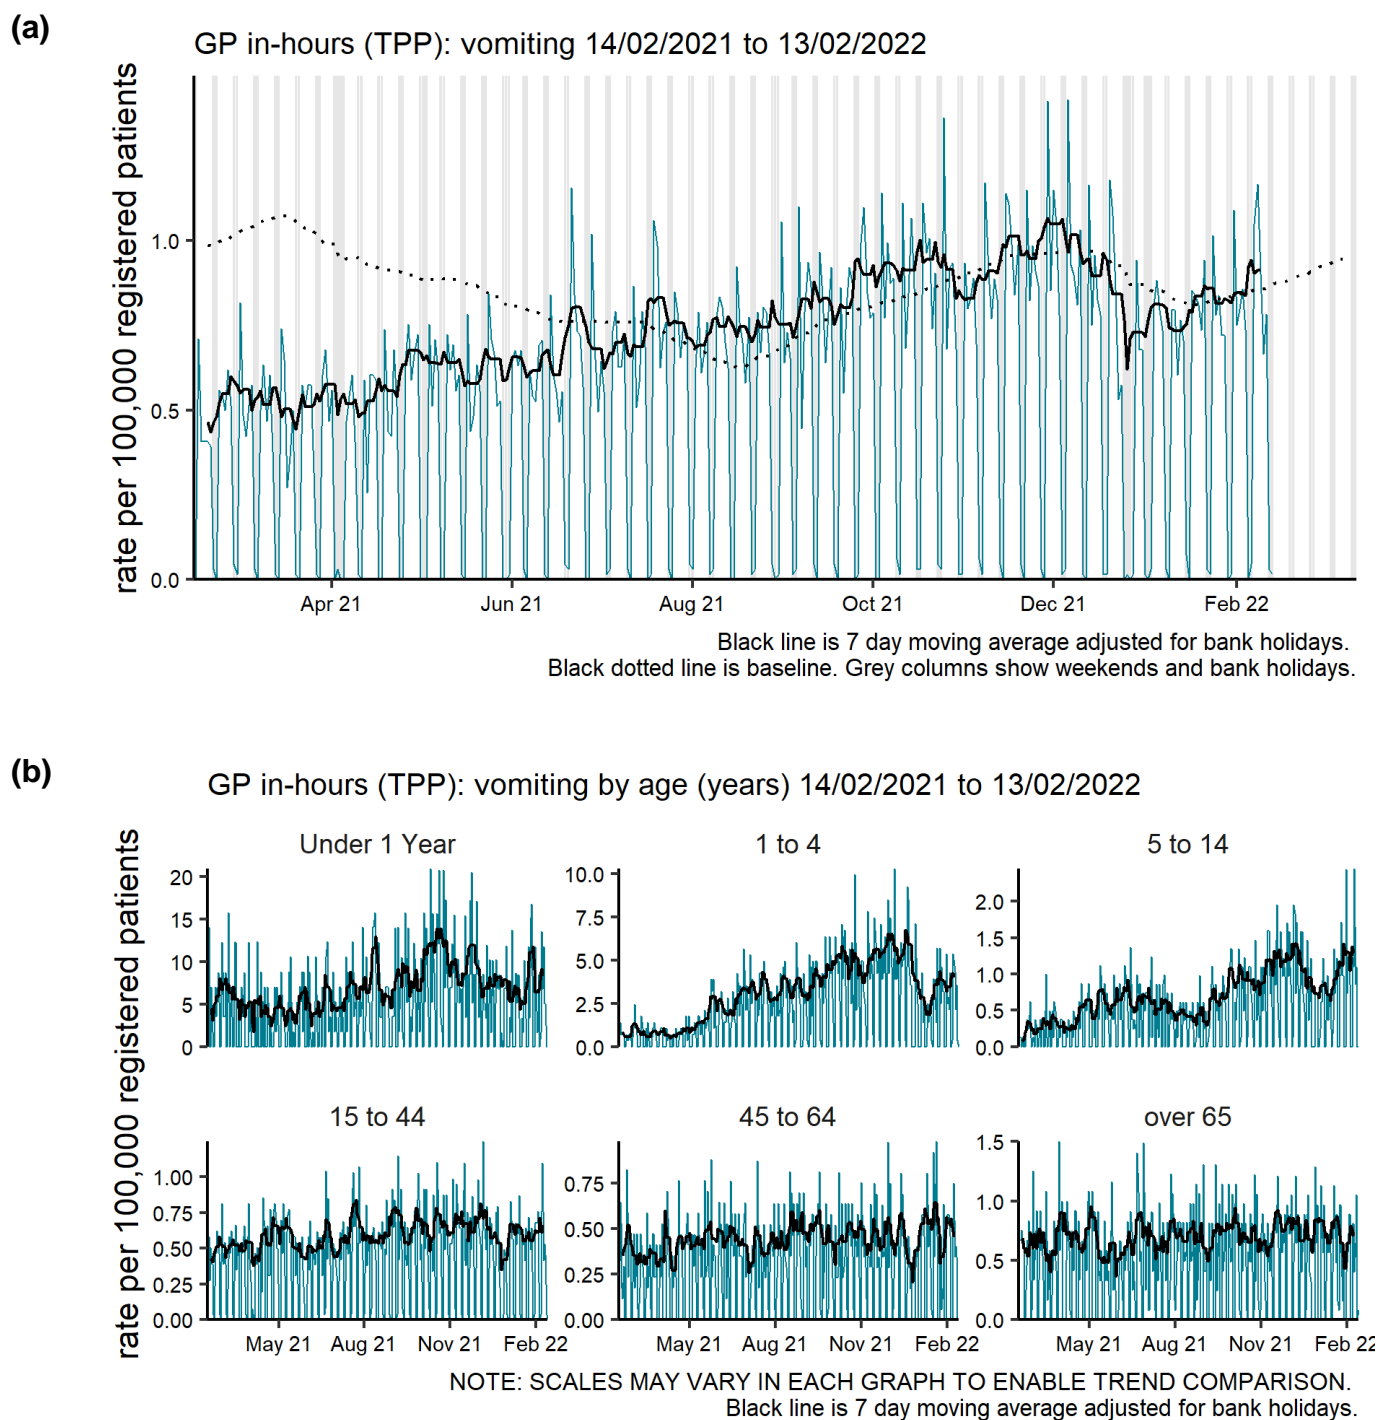 (a)
GP in-hours (TPP): vomiting 14/02/2021 to 13/02/2022
rate per 100,000 registered patients
1.0
0.5
0.0
Apr 21 Jun 21 Aug 21 Oct 21 Dec 21 Feb 22
Black line is 7 day moving average adjusted for bank holidays.
Black dotted line is baseline. Grey columns show weekends and bank holidays.
(b)
GP in-hours (TPP): vomiting by age (years) 14/02/2021 to 13/02/2022
rate per 100,000 registered patients
Under 1 Year
20
15
10
5
0
1 to 4
10.0
7.5
5.0
2.5
0.0
5 to 14
2.0
1.5
1.0
0.5
0.0
15 to 44
1.00
0.75
0.50
0.25
0.00
May 21 Aug 21 Nov 21 Feb 22
45 to 64
0.75
0.50
0.25
0.00
May 21 Aug 21 Nov 21 Feb 22
over 65
1.5
1.0
0.5
0.0
May 21 Aug 21 Nov 21 Feb 22
NOTE: SCALES MAY VARY IN EACH GRAPH TO ENABLE TREND COMPARISON.
Black line is 7 day moving average adjusted for bank holidays.